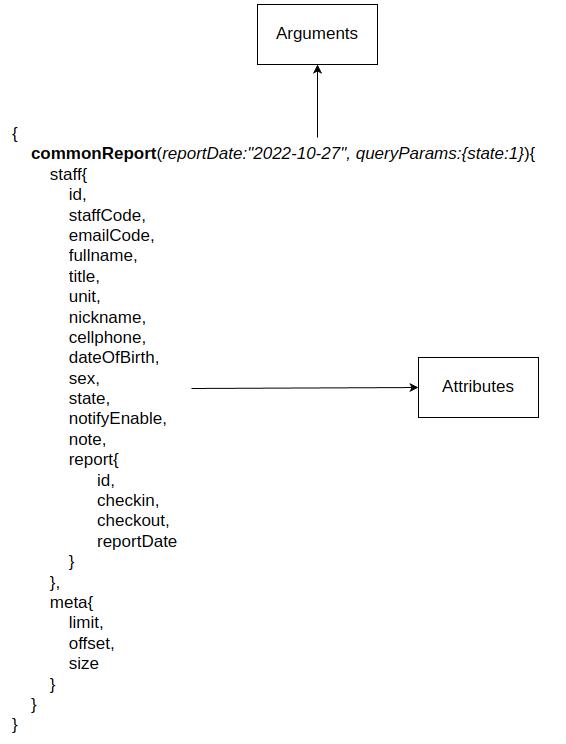 Arguments
{
commonReport(reportDate:"2022-10-27", queryParams:{state:1}){
staff{
id,
staffCode,
emailCode,
fullname,
title,
unit,
nickname,
cellphone,
dateOfBirth,
sex,
Attributes
state,
notifyEnable,
note,
report{
id,
checkin,
checkout,
reportDate
}
},
meta{
limit,
offset,
size
}
}
}